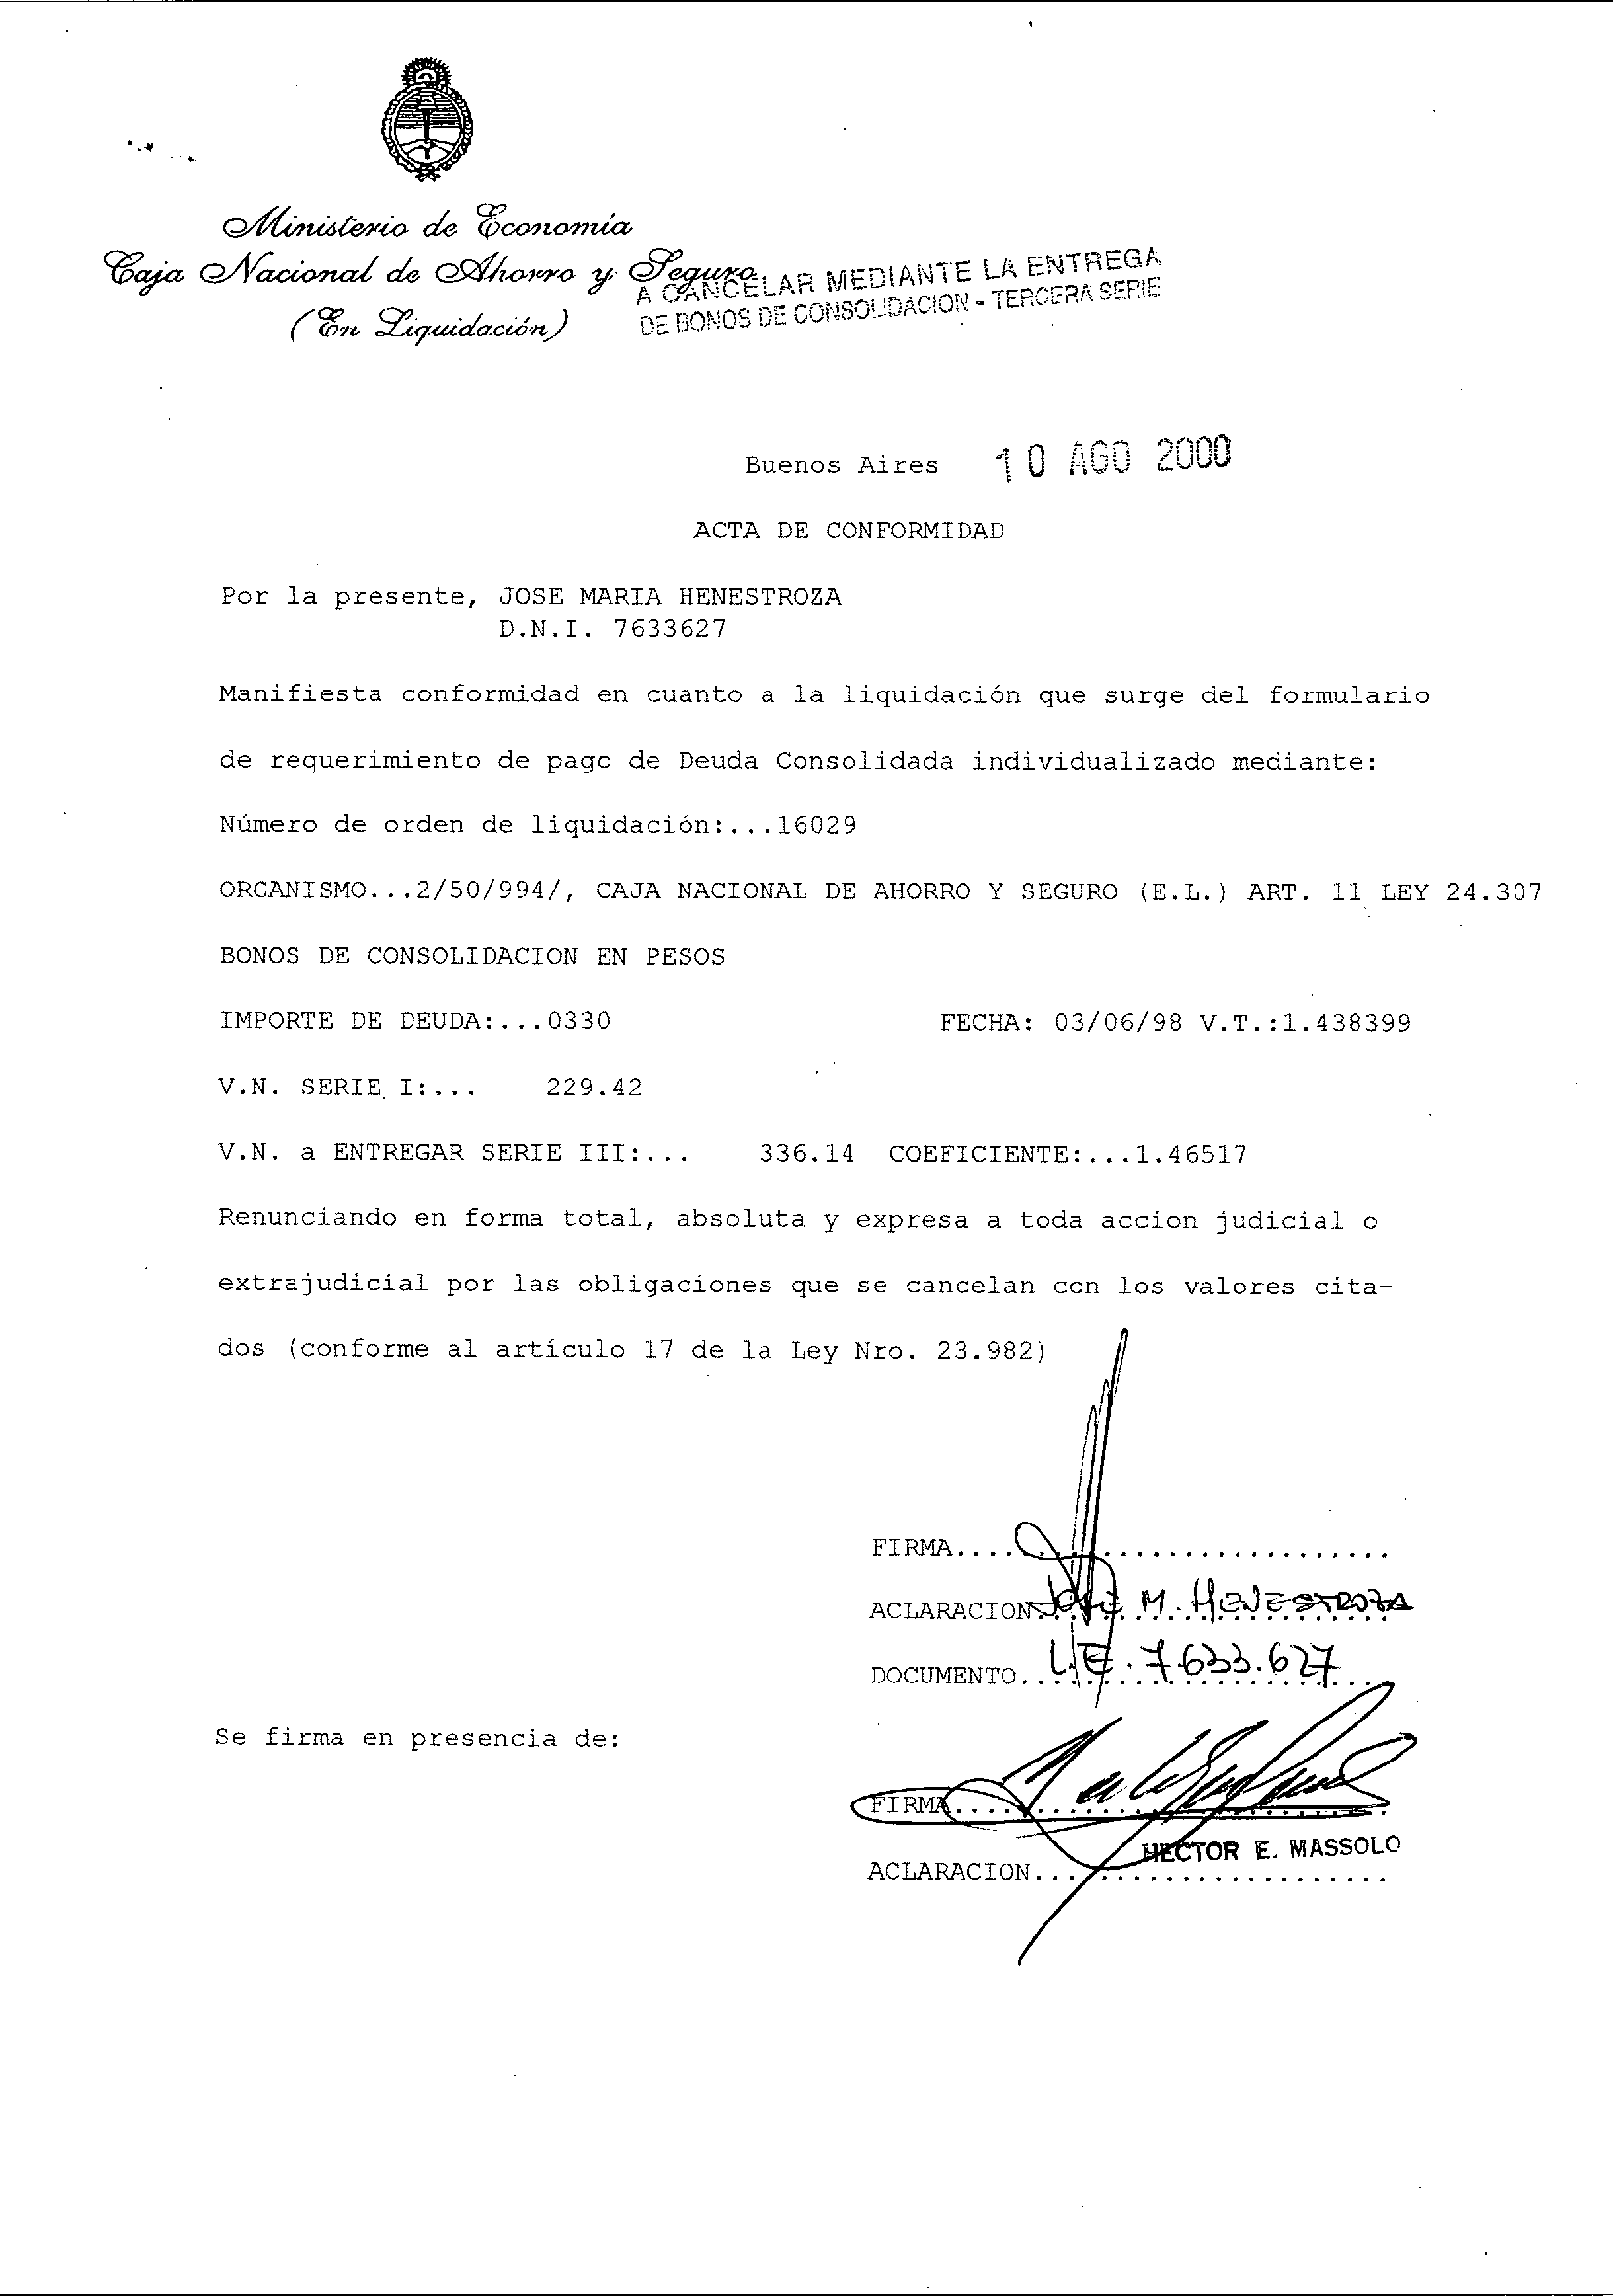 Ministerio de Economía
Caja Nacional de Ahorro y Seguro
(En Liquidación)
A CANCELAR MEDIANTE LA ENTREGA
DE BONOS DE CONSOLIDACION - TERCERA SERIE
Buenos Aires 10 AGO 2000
ACTA DE CONFORMIDAD
Por la presente, JOSE MARIA HENESTROZA
D.N.I. 7633627
Manifiesta conformidad en cuanto a la liquidación que surge del formulario
de requerimiento de pago de Deuda Consolidada individualizado mediante:
Número de orden de liquidación:...16029
ORGANISMO...2/50/994/, CAJA NACIONAL DE AHORRO Y SEGURO (E.L.) ART. 11 LEY 24.307
BONOS DE CONSOLIDACION EN PESOS
IMPORTE DE DEUDA:...0330 FECHA: 03/06/98 V.T.:1.438399
V.N. SERIE I:... 229.42
V.N. a ENTREGAR SERIE III:... 336.14 COEFICIENTE:...1.46517
Renunciando en forma total, absoluta y expresa a toda accion judicial o
extrajudicial por las obligaciones que se cancelan con los valores cita-
dos (conforme al artículo 17 de la Ley Nro. 23.982)
FIRMA....
ACLARACION JOSE M. HENESTROZA
DOCUMENTO.. L.E. 7.633.627
Se firma en presencia de:
FIRMA....
HECTOR E. MASSOLO
ACLARACION...